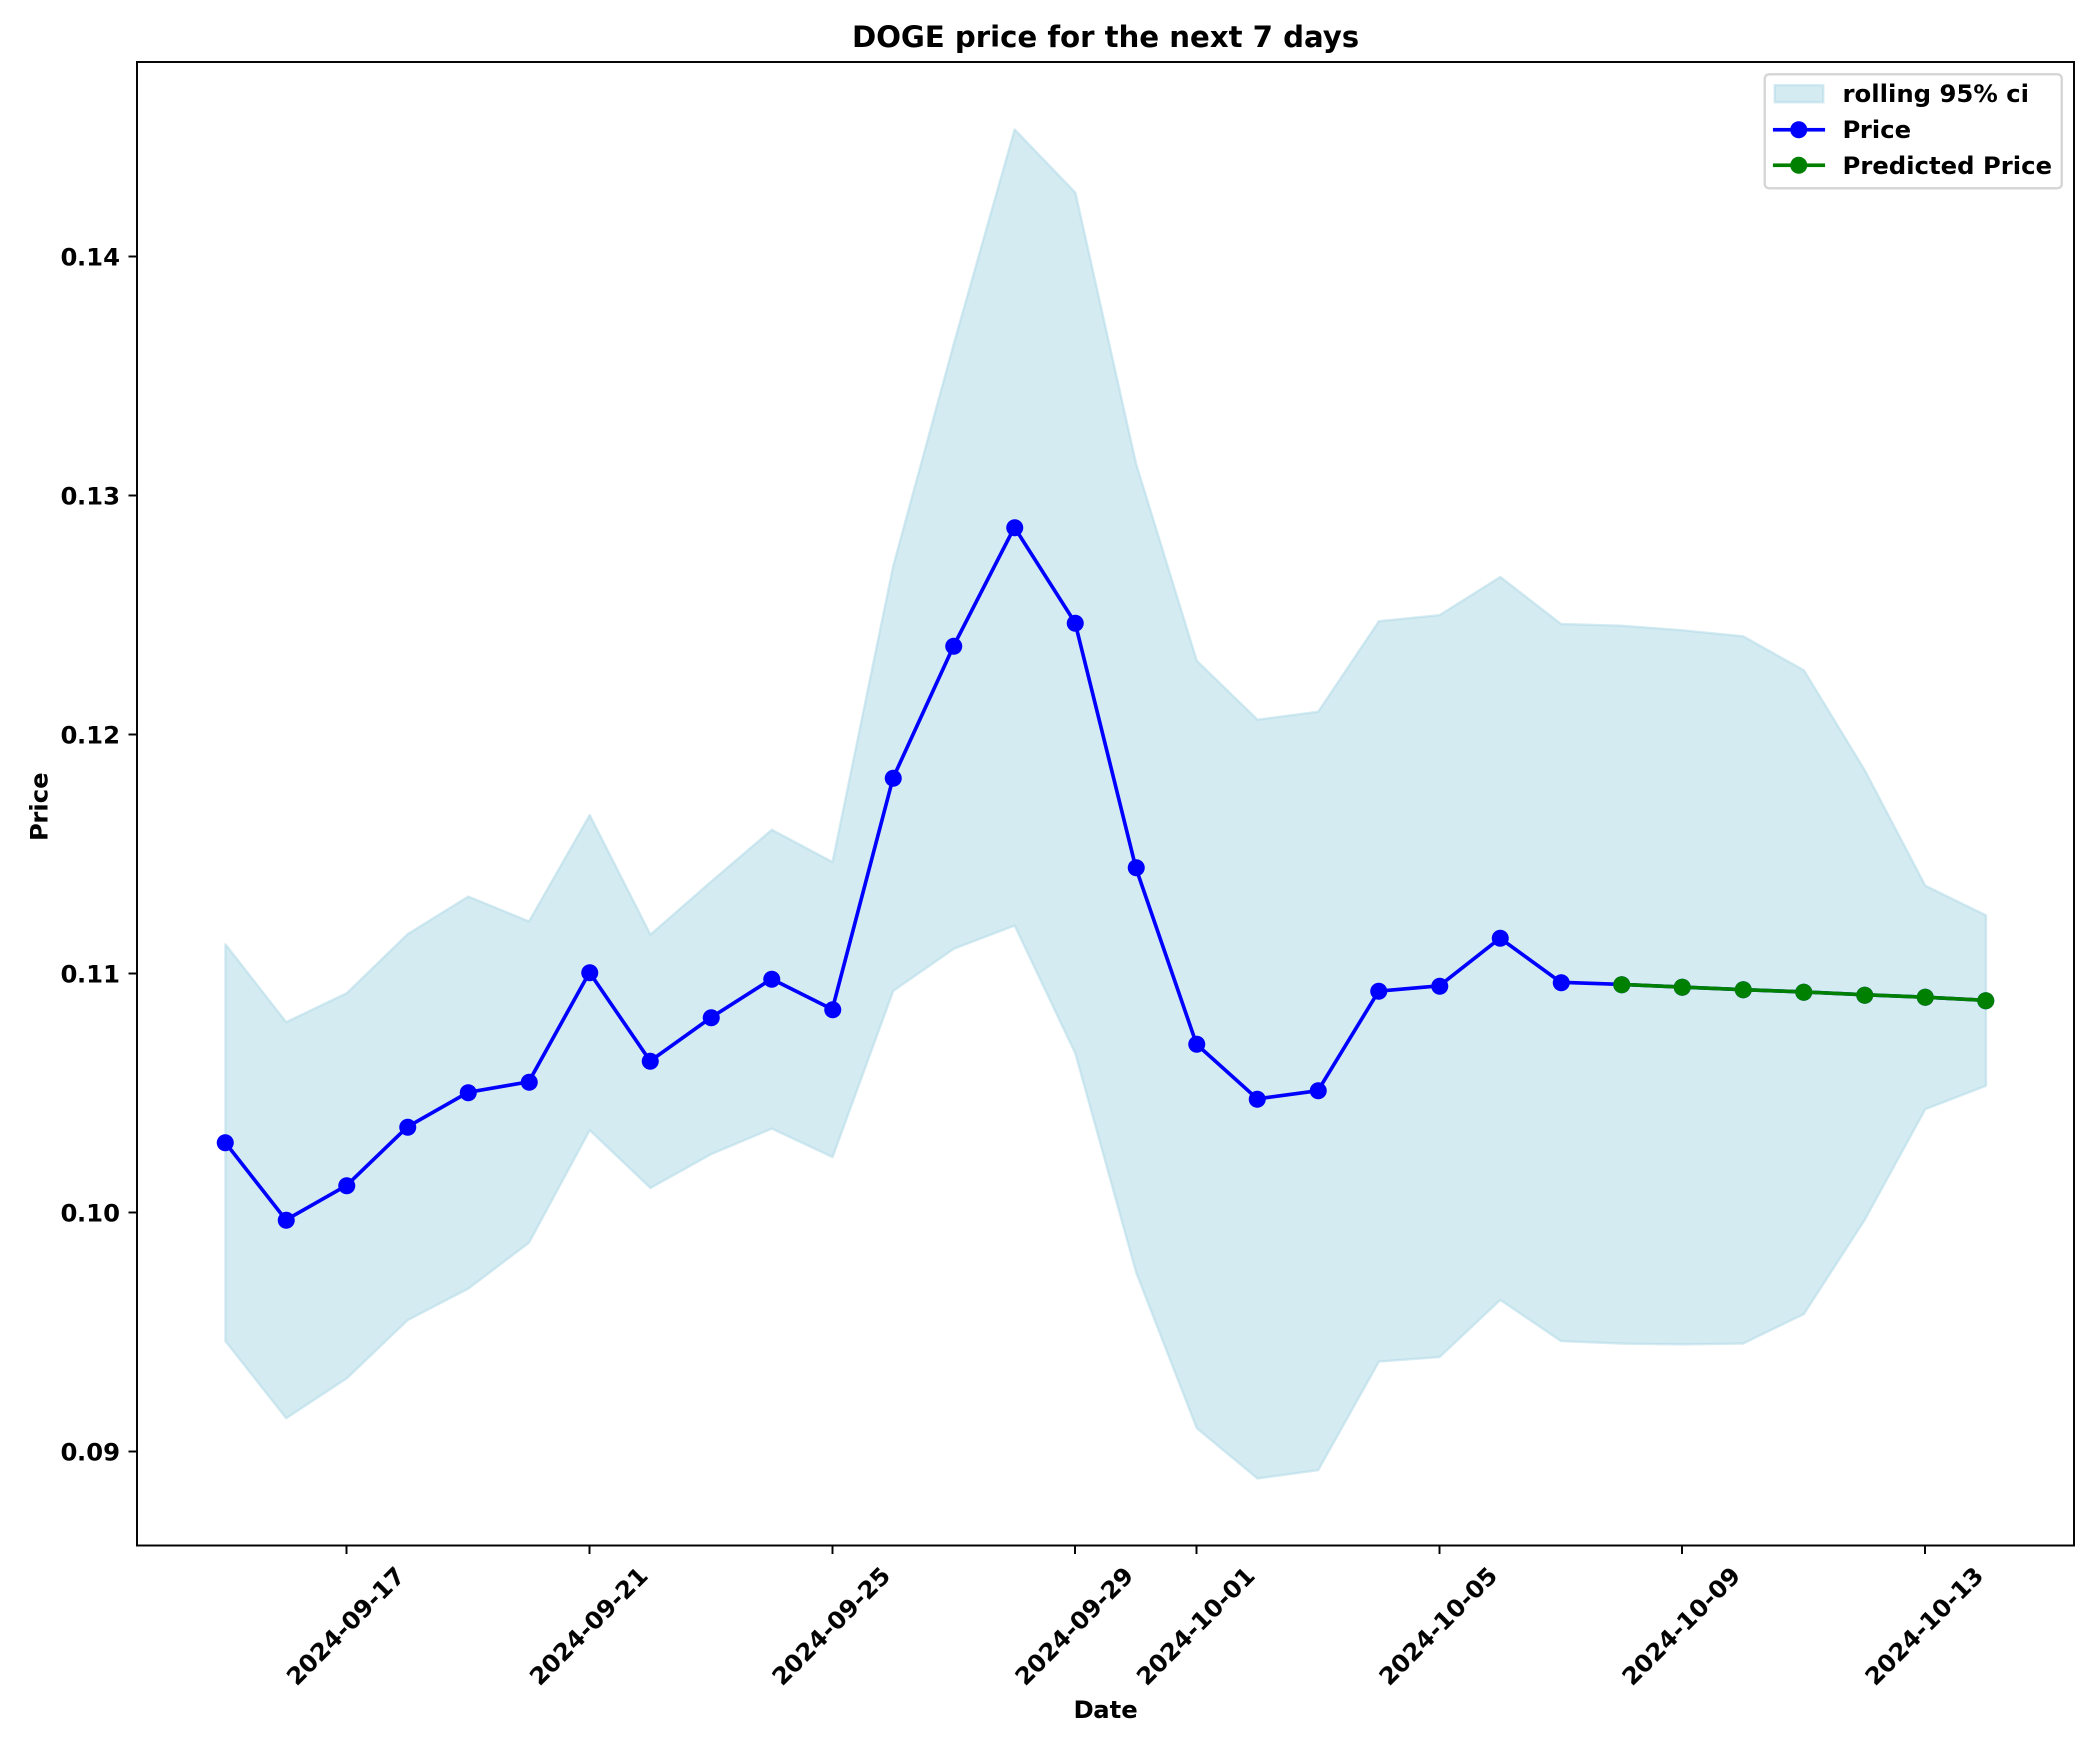 DOGE price for the next 7 days
rolling 95% ci
Price
Predicted Price
0.14
0.13
0.12
0.11
0.10
0.09
Price
2024-09-17
2024-09-21
2024-09-25
2024-09-29
2024-10-01
2024-10-05
2024-10-09
2024-10-13
Date